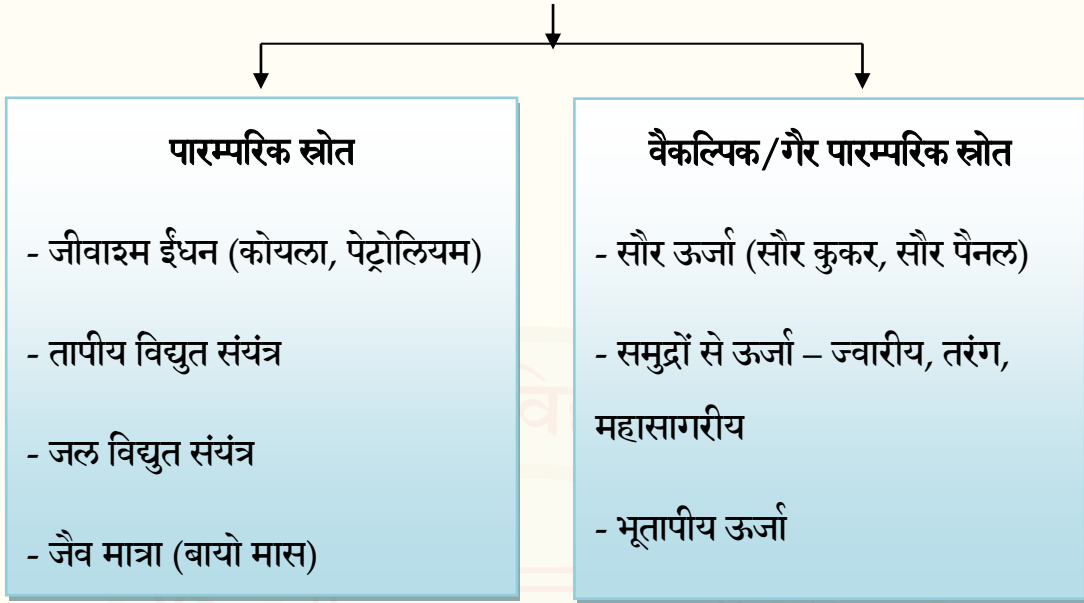 पारम्परिक स्रोत
- जीवाश्म ईंधन (कोयला, पेट्रोलियम)
- तापीय विद्युत संयंत्र
- जल विद्युत संयंत्र
- जैव मात्रा (बायो मास)
वैकल्पिक/गैर पारम्परिक स्रोत
- सौर ऊर्जा (सौर कुकर, सौर पैनल)
- समुद्रों से ऊर्जा – ज्वारीय, तरंग,
महासागरीय
- भूतापीय ऊर्जा